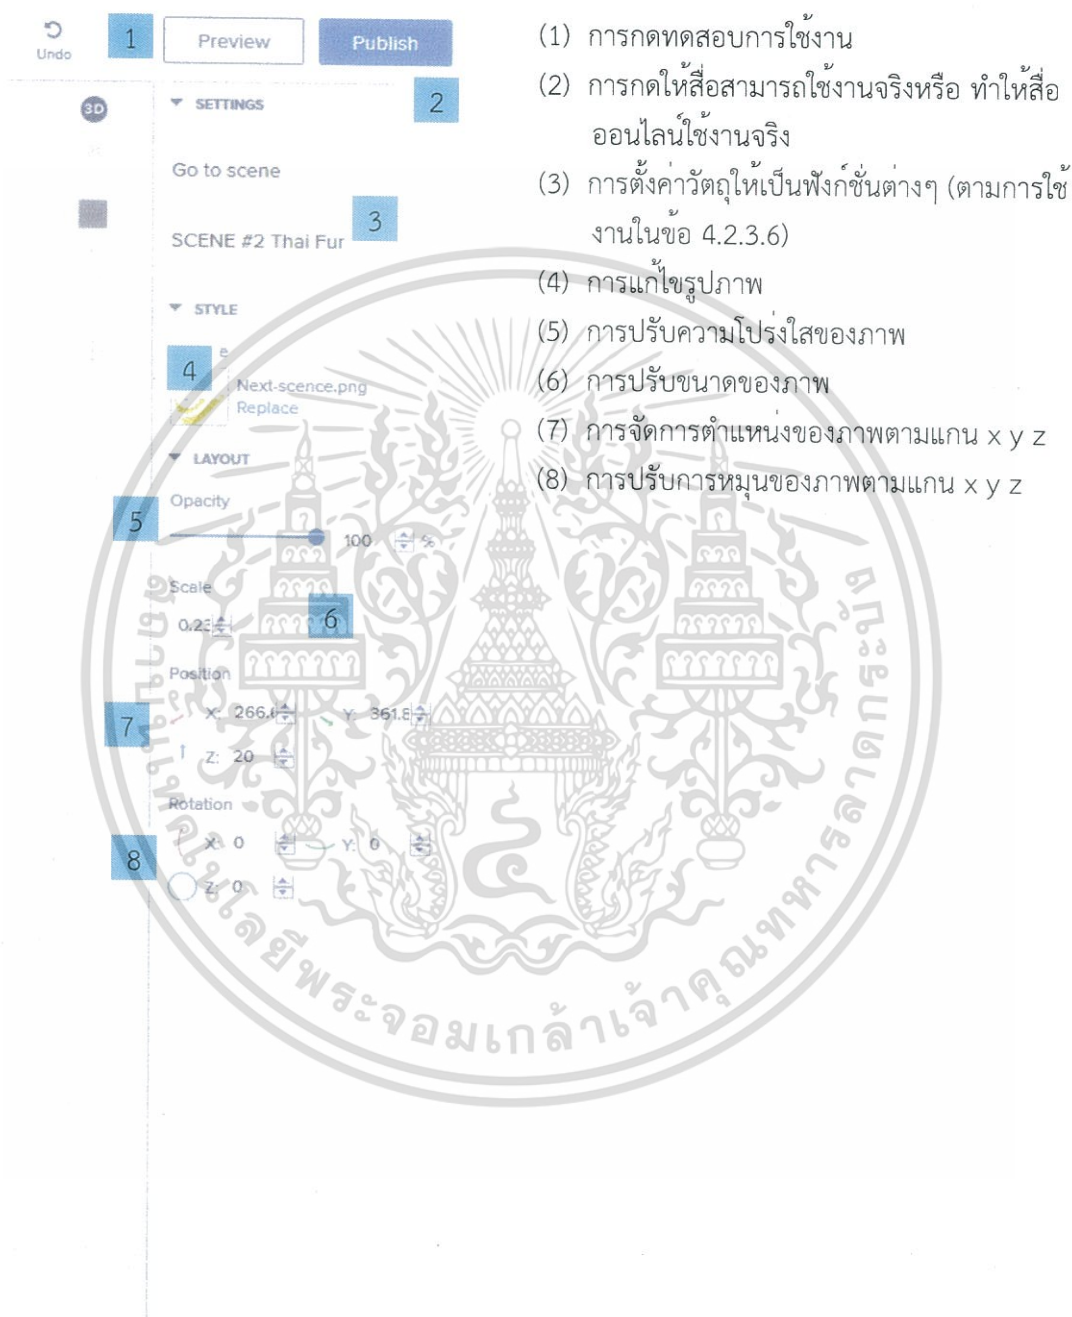 Undo
1
Preview
Publish
3D
SETTINGS
2
Go to scene
3
SCENE #2 Thai Fur
STYLE
4
e
Next-scence.png
Replace
LAYOUT
Opacity
5
100 %
Scale
0.23
6
Position
7
X: 266.6 Y: 361.8
Z: 20
Rotation
8
X: 0 Y: 0
Z: 0
(1) การกดทดสอบการใช้งาน
(2) การกดให้สื่อสามารถใช้งานจริงหรือ ทำให้สื่อ
ออนไลน์ใช้งานจริง
(3) การตั้งค่าวัตถุให้เป็นฟังก์ชั่นต่างๆ (ตามการใช้
งานในข้อ 4.2.3.6)
(4) การแก้ไขรูปภาพ
(5) การปรับความโปร่งใสของภาพ
(6) การปรับขนาดของภาพ
(7) การจัดการตำแหน่งของภาพตามแกน x y z
(8) การปรับการหมุนของภาพตามแกน x y z
สถาบันเทคโนโลยีพระจอมเกล้าเจ้าคุณทหารลาดกระบัง